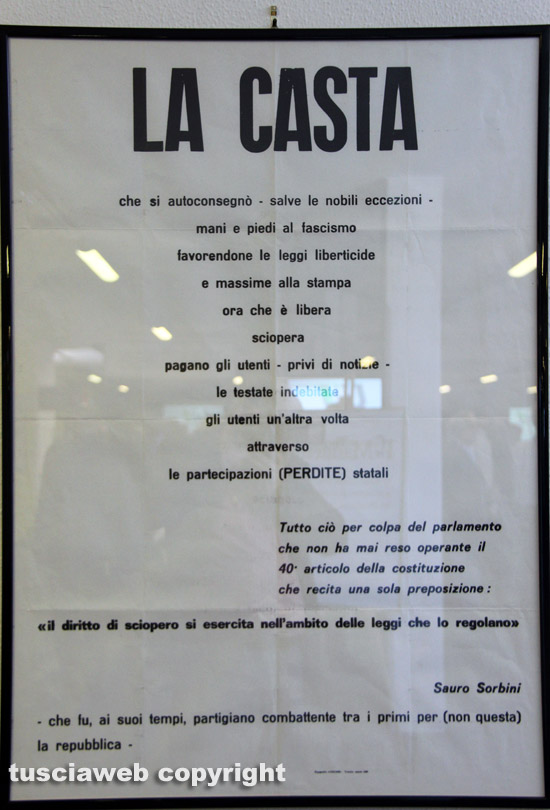 LA CASTA
che si autoconsegnò - salve le nobili eccezioni -
mani e piedi al fascismo
favorendone le leggi liberticide
e massime alla stampa
ora che è libera
sciopera
pagano gli utenti - privi di notizie -
le testate indebitate
gli utenti un'altra volta
attraverso
le partecipazioni (PERDITE) statali
Tutto ciò per colpa del parlamento
che non ha mai reso operante il
40° articolo della costituzione
che recita una sola preposizione :
«il diritto di sciopero si esercita nell'ambito delle leggi che lo regolano»
Sauro Sorbini
- che fu, ai suoi tempi, partigiano combattente tra i primi per (non questa)
la repubblica -
tusciaweb copyright